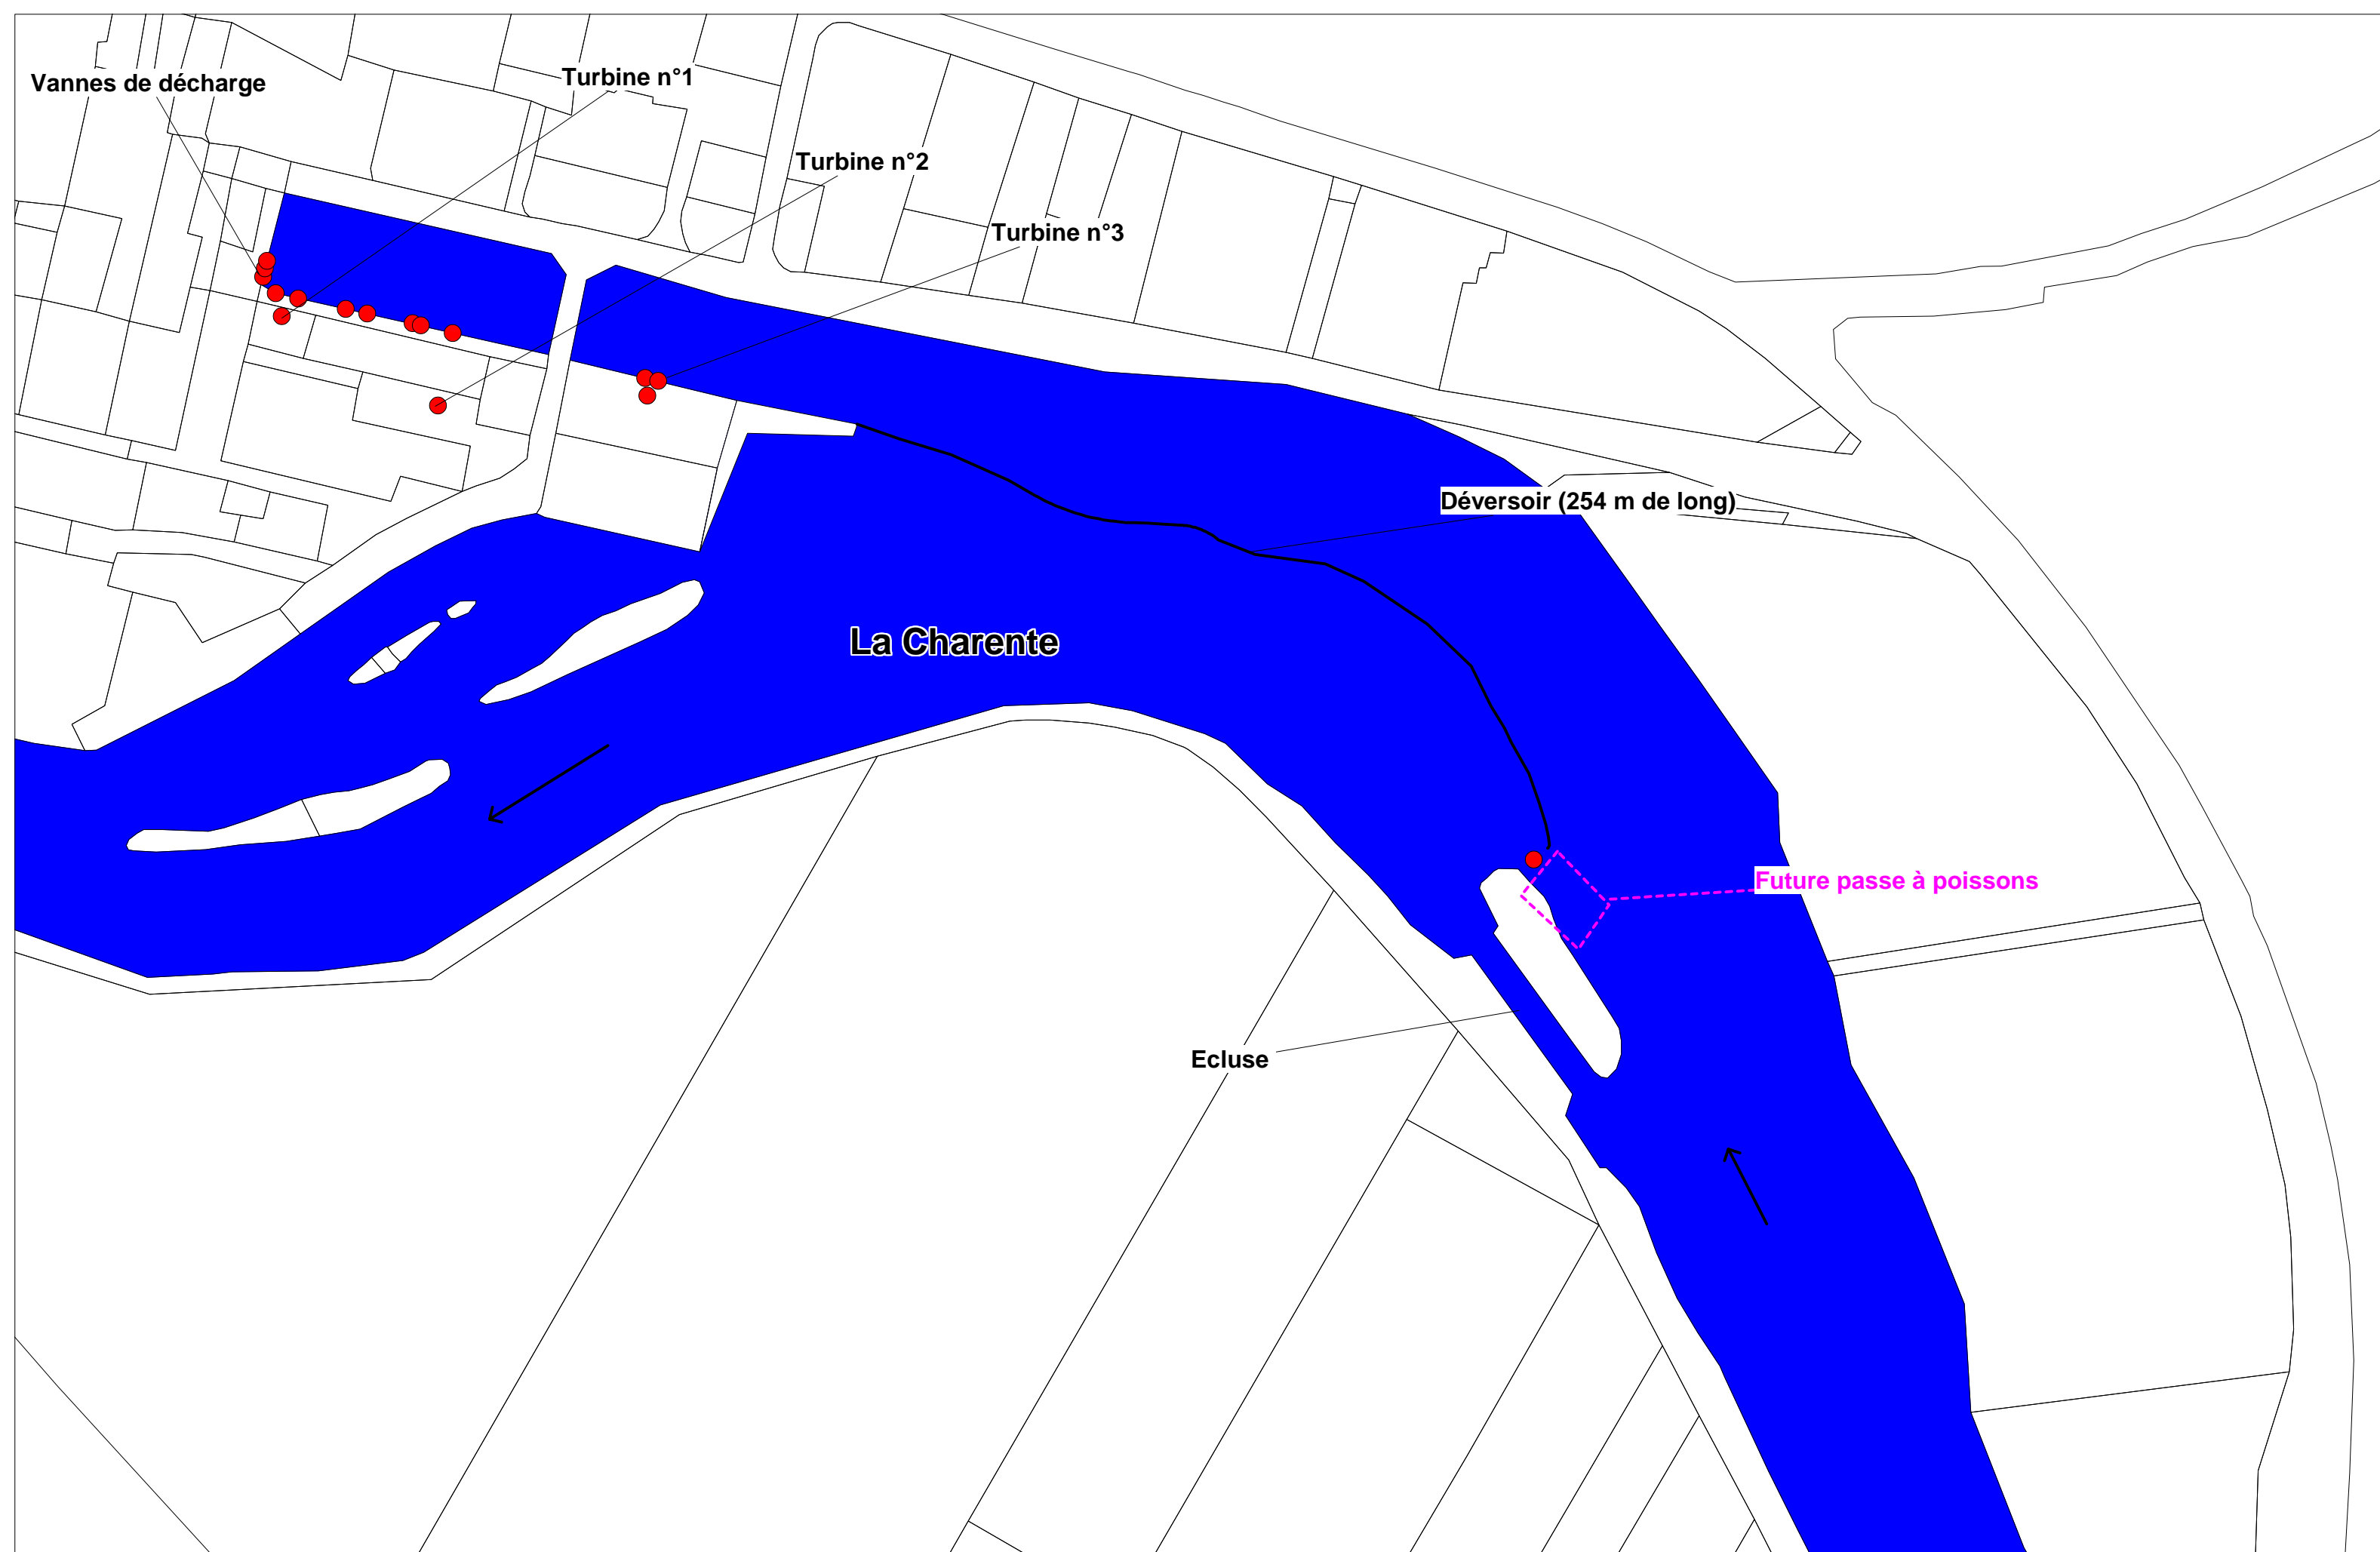 Vannes de décharge
Turbine n°1
Turbine n°2
Turbine n°3
Déversoir (254 m de long)
La Charente
Future passe à poissons
Ecluse